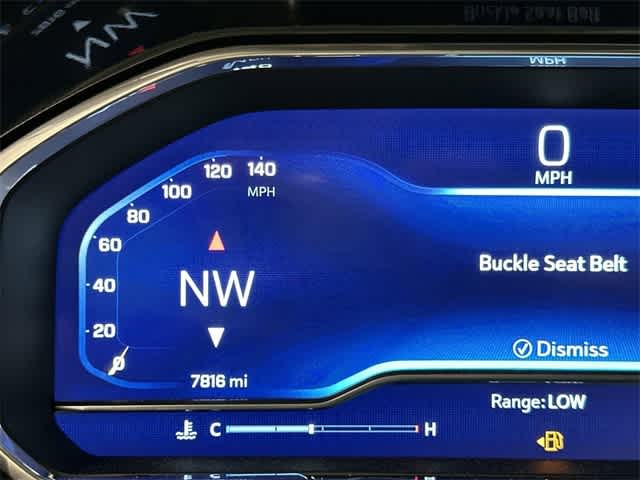 0
MPH
120 140
100
MPH
80
60
NW
Buckle Seat Belt
40
20
Dismiss
0
7816 mi
Range: LOW
C H